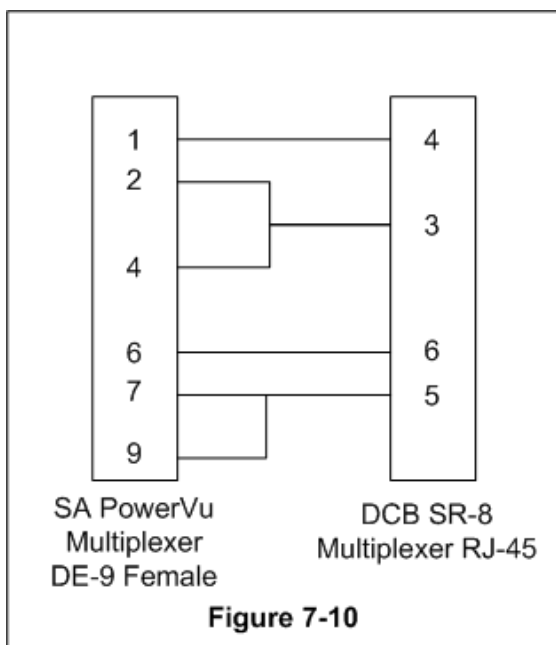 1 4
2
3
4
6 6
7 5
9
SA PowerVu
Multiplexer
DE-9 Female
DCB SR-8
Multiplexer RJ-45
Figure 7-10